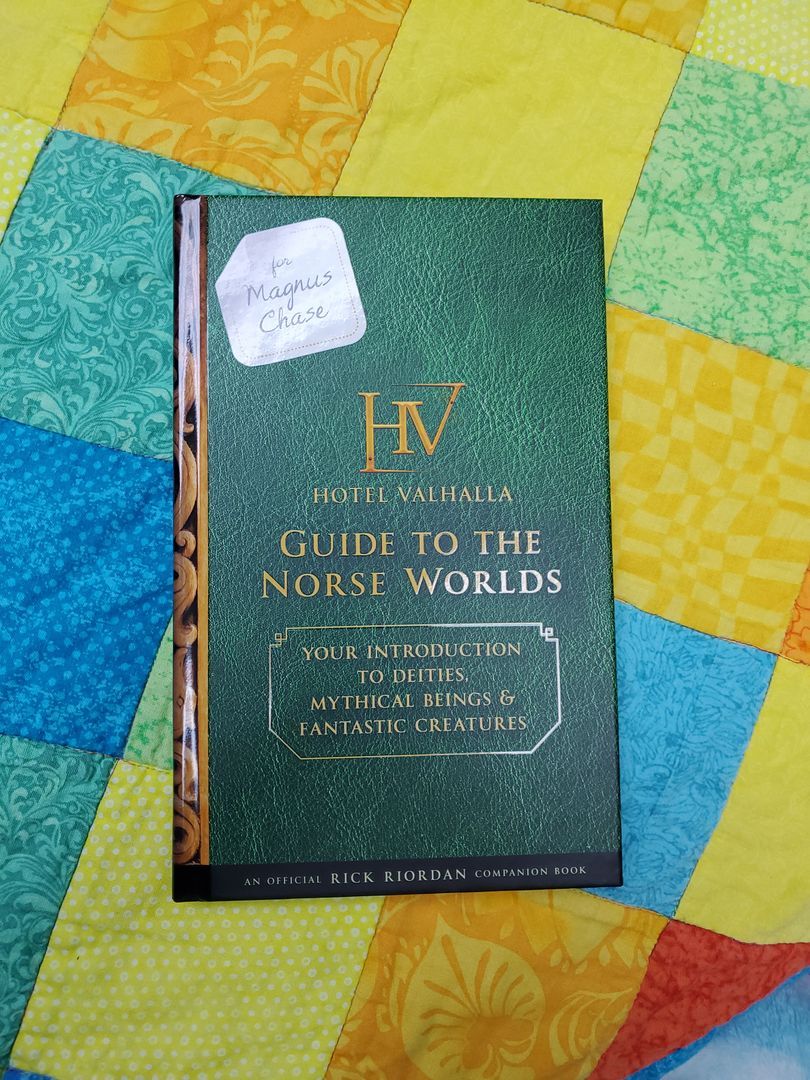 for
Magnus
Chase
HV
HOTEL VALHALLA
GUIDE TO THE
NORSE WORLDS
YOUR INTRODUCTION
TO DEITIES,
MYTHICAL BEINGS &
FANTASTIC CREATURES
AN OFFICIAL RICK RIORDAN COMPANION BOOK